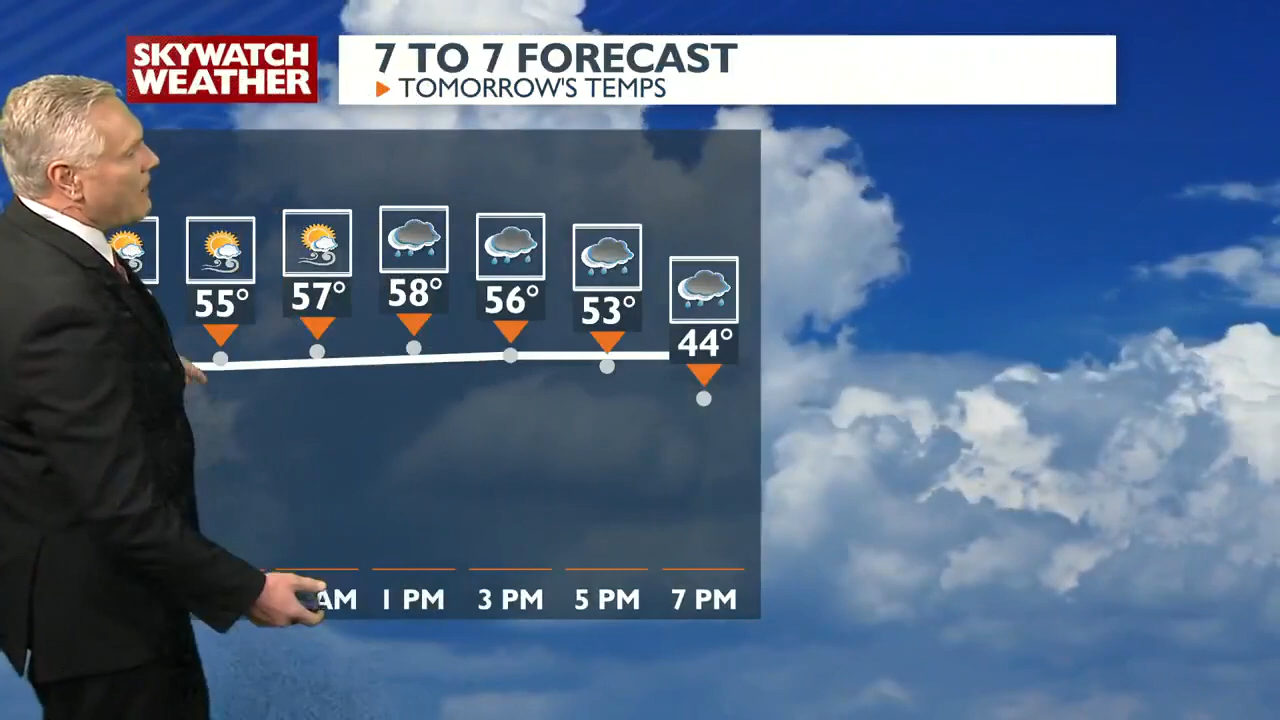 SKYWATCH
WEATHER
7 TO 7 FORECAST
TOMORROW'S TEMPS
55° 57° 58° 56° 53° 44°
AM 1 PM 3 PM 5 PM 7 PM